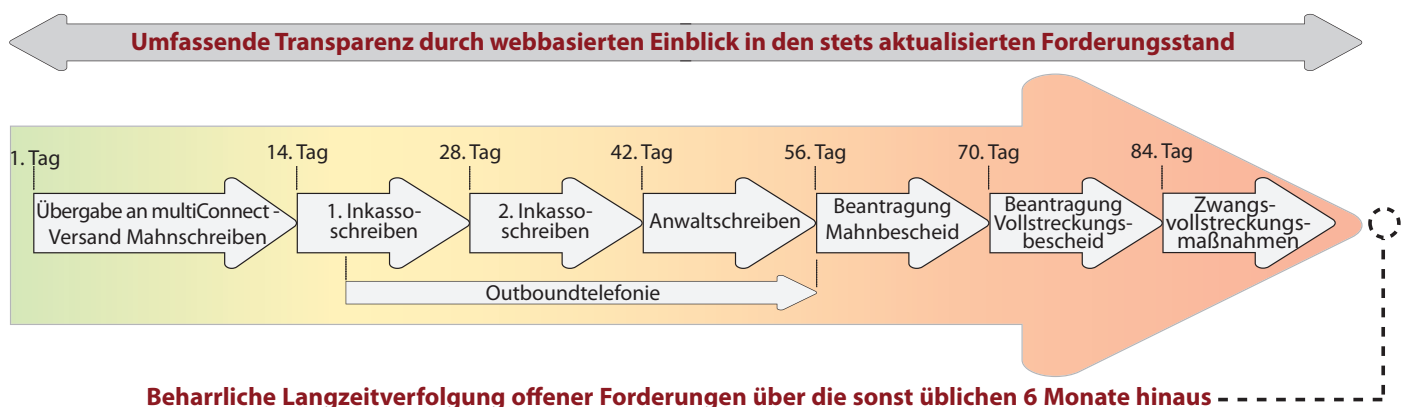 Umfassende Transparenz durch webbasierten Einblick in den stets aktualisierten Forderungsstand
1. Tag
14. Tag
28. Tag
42. Tag
56. Tag
70. Tag
84. Tag
Übergabe an multiConnect -
Versand Mahnschreiben
1. Inkasso-
schreiben
2. Inkasso-
schreiben
Anwaltschreiben
Beantragung
Mahnbescheid
Beantragung
Vollstreckungs-
bescheid
Zwangs-
vollstreckungs-
maßnahmen
Outboundtelefonie
Beharrliche Langzeitverfolgung offener Forderungen über die sonst üblichen 6 Monate hinaus